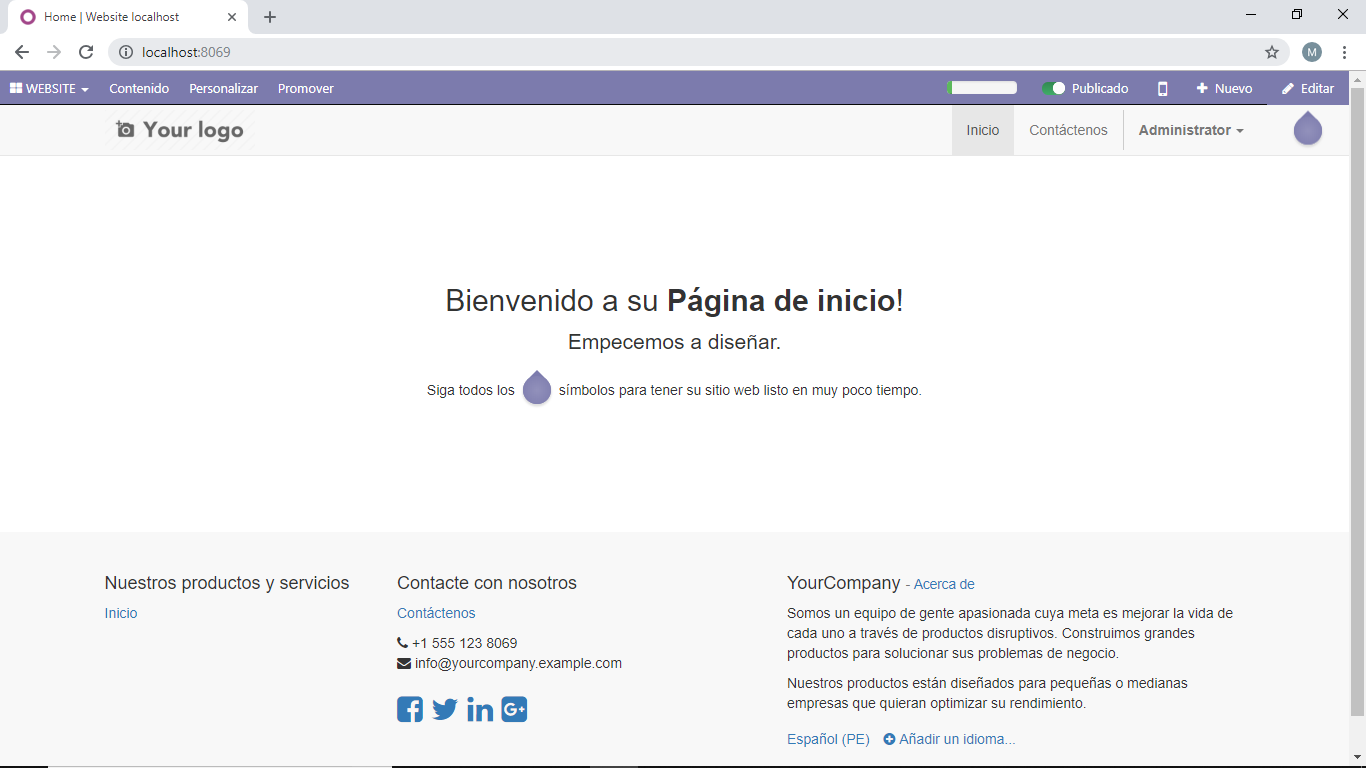 Home | Website localhost
localhost:8069
M
WEBSITE Contenido Personalizar Promover Publicado Nuevo Editar
Your logo Inicio Contáctenos Administrator
Bienvenido a su Página de inicio!
Empecemos a diseñar.
Siga todos los símbolos para tener su sitio web listo en muy poco tiempo.
Nuestros productos y servicios
Inicio
Contacte con nosotros
Contáctenos
+1 555 123 8069
info@yourcompany.example.com
YourCompany - Acerca de
Somos un equipo de gente apasionada cuya meta es mejorar la vida de
cada uno a través de productos disruptivos. Construimos grandes
productos para solucionar sus problemas de negocio.
Nuestros productos están diseñados para pequeñas o medianas
empresas que quieran optimizar su rendimiento.
Español (PE) Añadir un idioma...